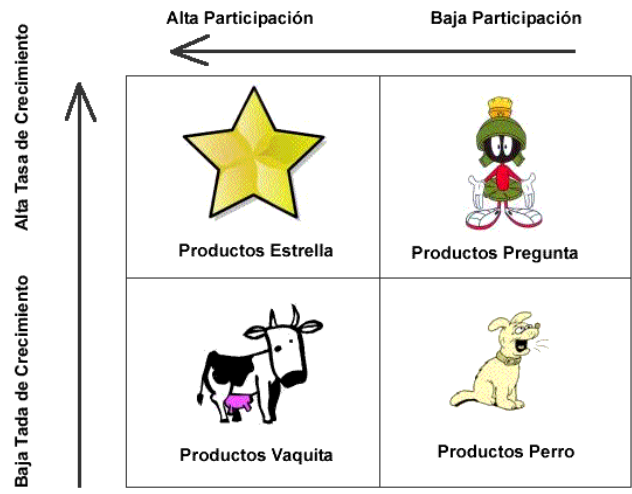 Alta Participación
Baja Participación
Alta Tasa de Crecimiento
Productos Estrella
Productos Pregunta
Baja Tada de Crecimiento
Productos Vaquita
Productos Perro